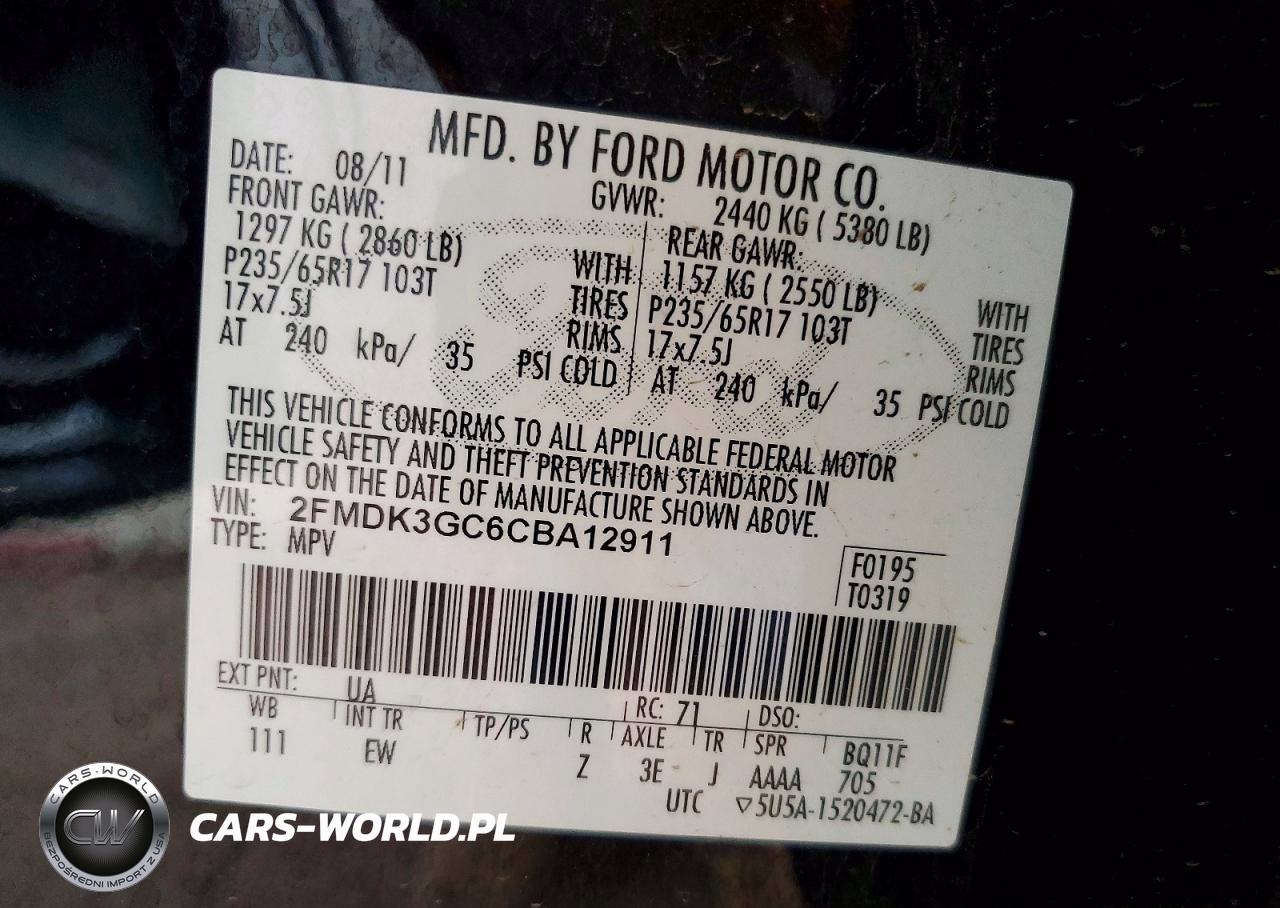 MFD. BY FORD MOTOR CO.
DATE: 08/11 GVWR: 2440 KG ( 5380 LB)
FRONT GAWR: REAR GAWR:
1297 KG ( 2860 LB) WITH 1157 KG ( 2550 LB) WITH
P235/65R17 103T TIRES P235/65R17 103T TIRES
17x7.5J RIMS 17x7.5J RIMS
AT 240 kPa/ 35 PSI COLD AT 240 kPa/ 35 PSI COLD
THIS VEHICLE CONFORMS TO ALL APPLICABLE FEDERAL MOTOR
VEHICLE SAFETY AND THEFT PREVENTION STANDARDS IN
EFFECT ON THE DATE OF MANUFACTURE SHOWN ABOVE.
VIN: 2FMDK3GC6CBA12911
TYPE: MPV
F0195
T0319
EXT PNT: UA RC: 71 DSO:
WB INT TR TP/PS R AXLE TR SPR BQ11F
111 EW Z 3E J AAAA 705
UTC ▽5U5A-1520472-BA
CARS-WORLD
CW
BEZPOŚREDNI IMPORT Z USA
CARS-WORLD.PL